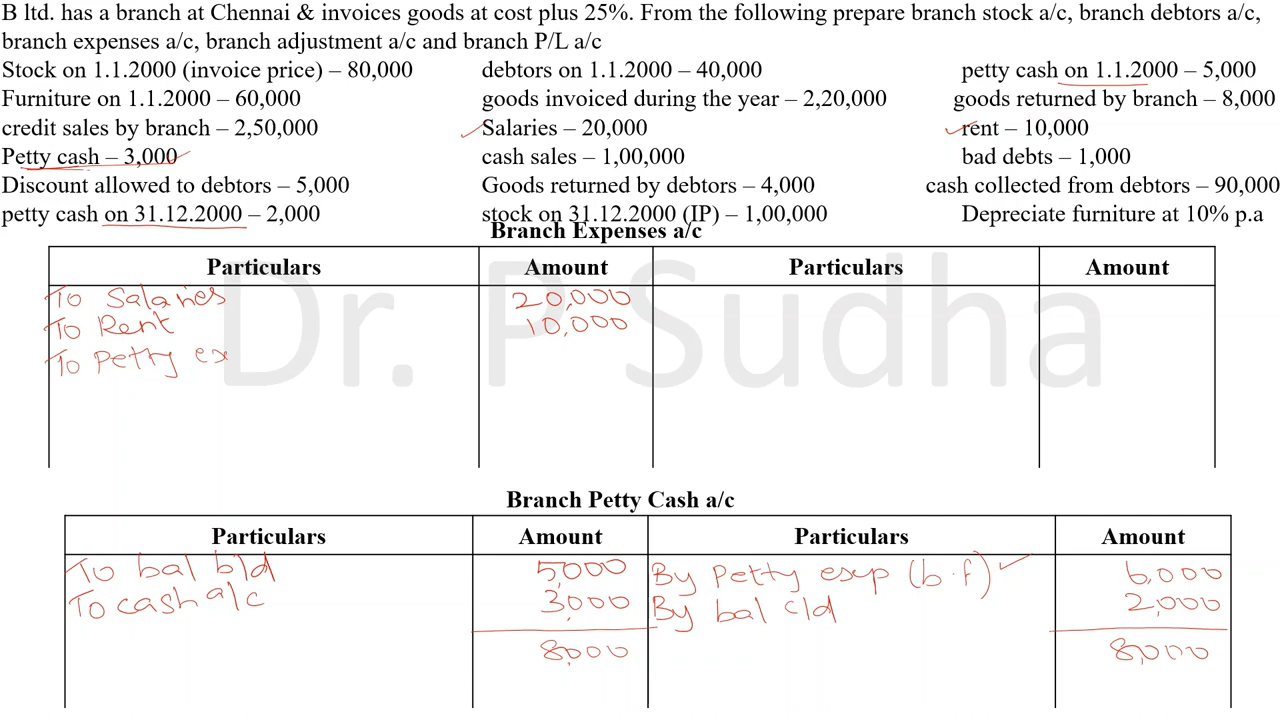 B ltd. has a branch at Chennai & invoices goods at cost plus 25%. From the following prepare branch stock a/c, branch debtors a/c,
branch expenses a/c, branch adjustment a/c and branch P/L a/c
Stock on 1.1.2000 (invoice price) – 80,000 debtors on 1.1.2000 – 40,000 petty cash on 1.1.2000 – 5,000
Furniture on 1.1.2000 – 60,000 goods invoiced during the year – 2,20,000 goods returned by branch – 8,000
credit sales by branch – 2,50,000 Salaries – 20,000 rent – 10,000
Petty cash – 3,000 cash sales – 1,00,000 bad debts – 1,000
Discount allowed to debtors – 5,000 Goods returned by debtors – 4,000 cash collected from debtors – 90,000
petty cash on 31.12.2000 – 2,000 stock on 31.12.2000 (IP) – 1,00,000 Depreciate furniture at 10% p.a
Branch Expenses a/c
Particulars Amount Particulars Amount
To Salaries 20,000
To Rent 10,000
To Petty ex
Dr. P Sudha
Branch Petty Cash a/c
Particulars Amount Particulars Amount
To bal b/d 5,000 By Petty exp (b.f) 6,000
To cash a/c 3,000 By bal c/d 2,000
8,000 8,000